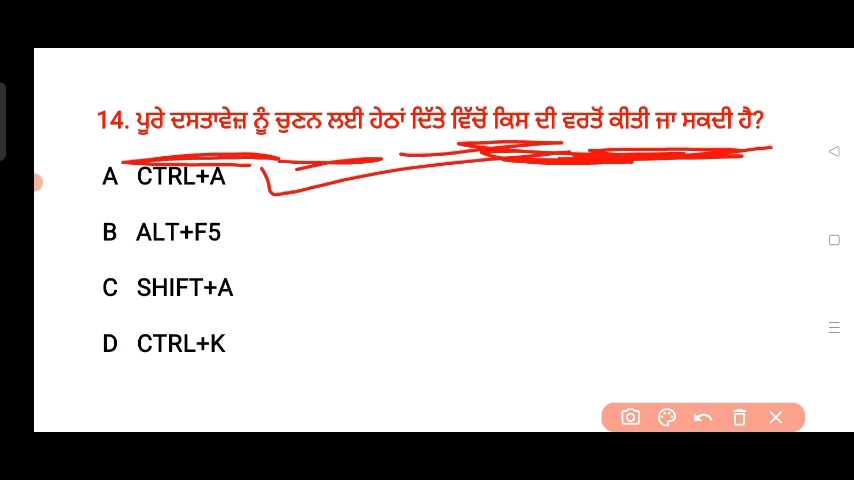 14. ਪੂਰੇ ਦਸਤਾਵੇਜ਼ ਨੂੰ ਚੁਣਨ ਲਈ ਹੇਠਾਂ ਦਿੱਤੇ ਵਿੱਚੋਂ ਕਿਸ ਦੀ ਵਰਤੋਂ ਕੀਤੀ ਜਾ ਸਕਦੀ ਹੈ?
A CTRL+A
B ALT+F5
C SHIFT+A
D CTRL+K